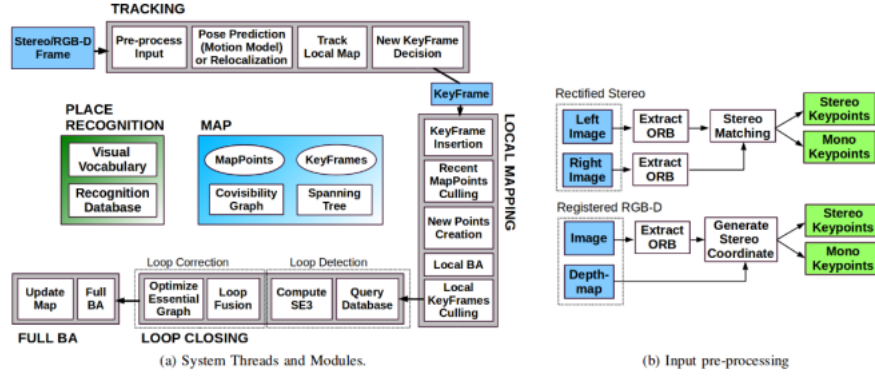 TRACKING
Stereo/RGB-D
Frame
Pre-process
Input
Pose Prediction
(Motion Model)
or Relocalization
Track
Local Map
New KeyFrame
Decision
KeyFrame
PLACE
RECOGNITION
Visual
Vocabulary
Recognition
Database
MAP
MapPoints
KeyFrames
Covisibility
Graph
Spanning
Tree
LOCAL MAPPING
KeyFrame
Insertion
Recent
MapPoints
Culling
New Points
Creation
Local BA
Local
KeyFrames
Culling
Loop Correction
Loop Detection
Optimize
Essential
Graph
Loop
Fusion
Compute
SE3
Query
Database
Update
Map
Full
BA
FULL BA
LOOP CLOSING
(a) System Threads and Modules.
Rectified Stereo
Left
Image
Extract
ORB
Stereo
Matching
Stereo
Keypoints
Mono
Keypoints
Right
Image
Extract
ORB
Registered RGB-D
Image
Extract
ORB
Generate
Stereo
Coordinate
Stereo
Keypoints
Mono
Keypoints
Depth-
map
(b) Input pre-processing